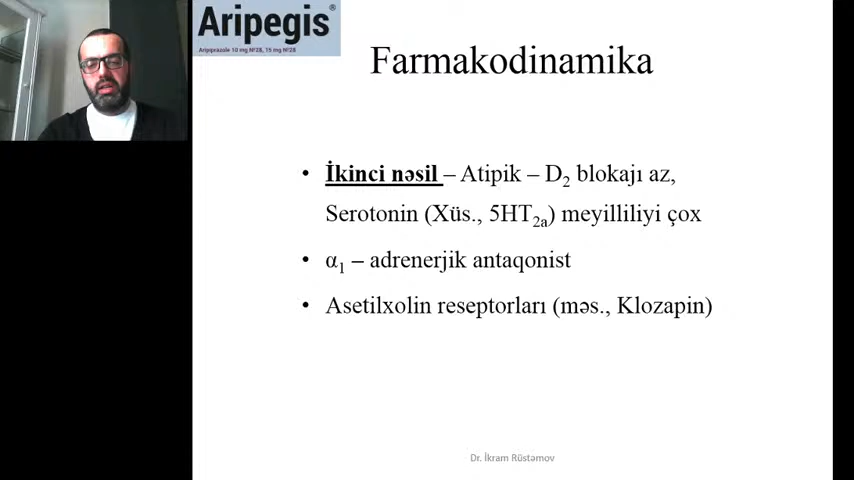 Aripegis®
Aripiprazole 10 mg №28, 15 mg №28
Farmakodinamika
• İkinci nəsil – Atipik – D₂ blokajı az,
Serotonin (Xüs., 5HT₂ₐ) meyilliliyi çox
• α₁ – adrenerjik antaqonist
• Asetilxolin reseptorları (məs., Klozapin)
Dr. İkram Rüstəmov